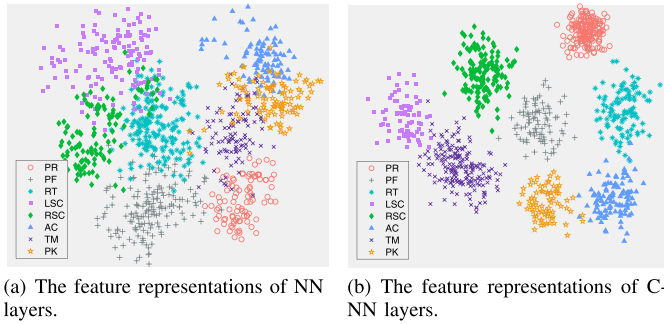 PR
PF
RT
LSC
RSC
AC
TM
PK
PR
PF
RT
LSC
RSC
AC
TM
PK
(a) The feature representations of NN
layers.
(b) The feature representations of C-
NN layers.